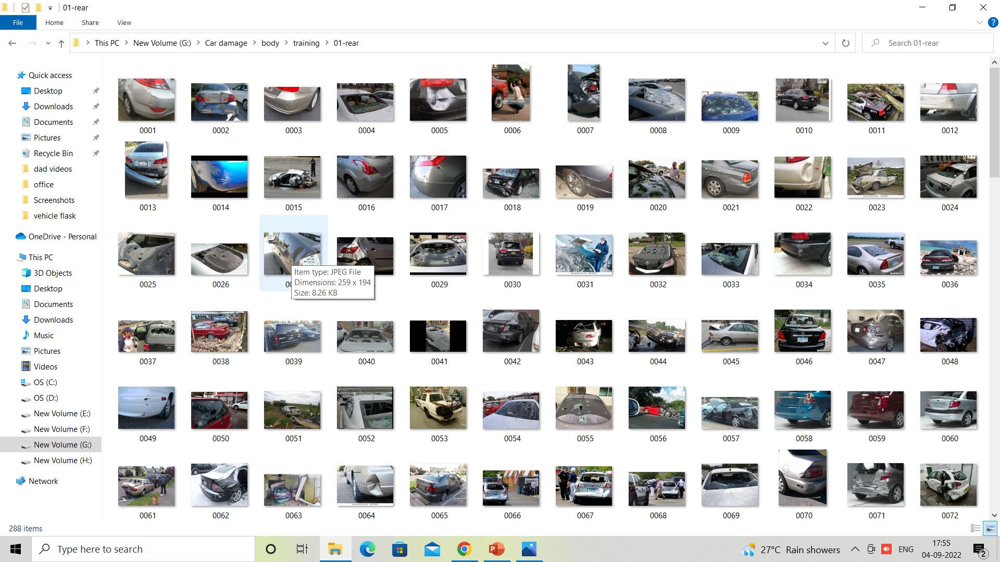 01-rear
File Home Share View
This PC New Volume (G:) Car damage body training 01-rear
Search 01-rear
Quick access
Desktop
Downloads
Documents
Pictures
Recycle Bin
dad videos
office
Screenshots
vehicle flask
OneDrive - Personal
This PC
3D Objects
Desktop
Documents
Downloads
Music
Pictures
Videos
OS (C:)
OS (D:)
New Volume (E:)
New Volume (F:)
New Volume (G:)
New Volume (H:)
Network
0001 0002 0003 0004 0005 0006 0007 0008 0009 0010 0011 0012
0013 0014 0015 0016 0017 0018 0019 0020 0021 0022 0023 0024
0025 0026 0029 0030 0031 0032 0033 0034 0035 0036
Item type: JPEG File
Dimensions: 259 x 194
Size: 8.26 KB
0037 0038 0039 0040 0041 0042 0043 0044 0045 0046 0047 0048
0049 0050 0051 0052 0053 0054 0055 0056 0057 0058 0059 0060
0061 0062 0063 0064 0065 0066 0067 0068 0069 0070 0071 0072
288 items
Type here to search
27°C Rain showers
ENG
17:55
04-09-2022
2